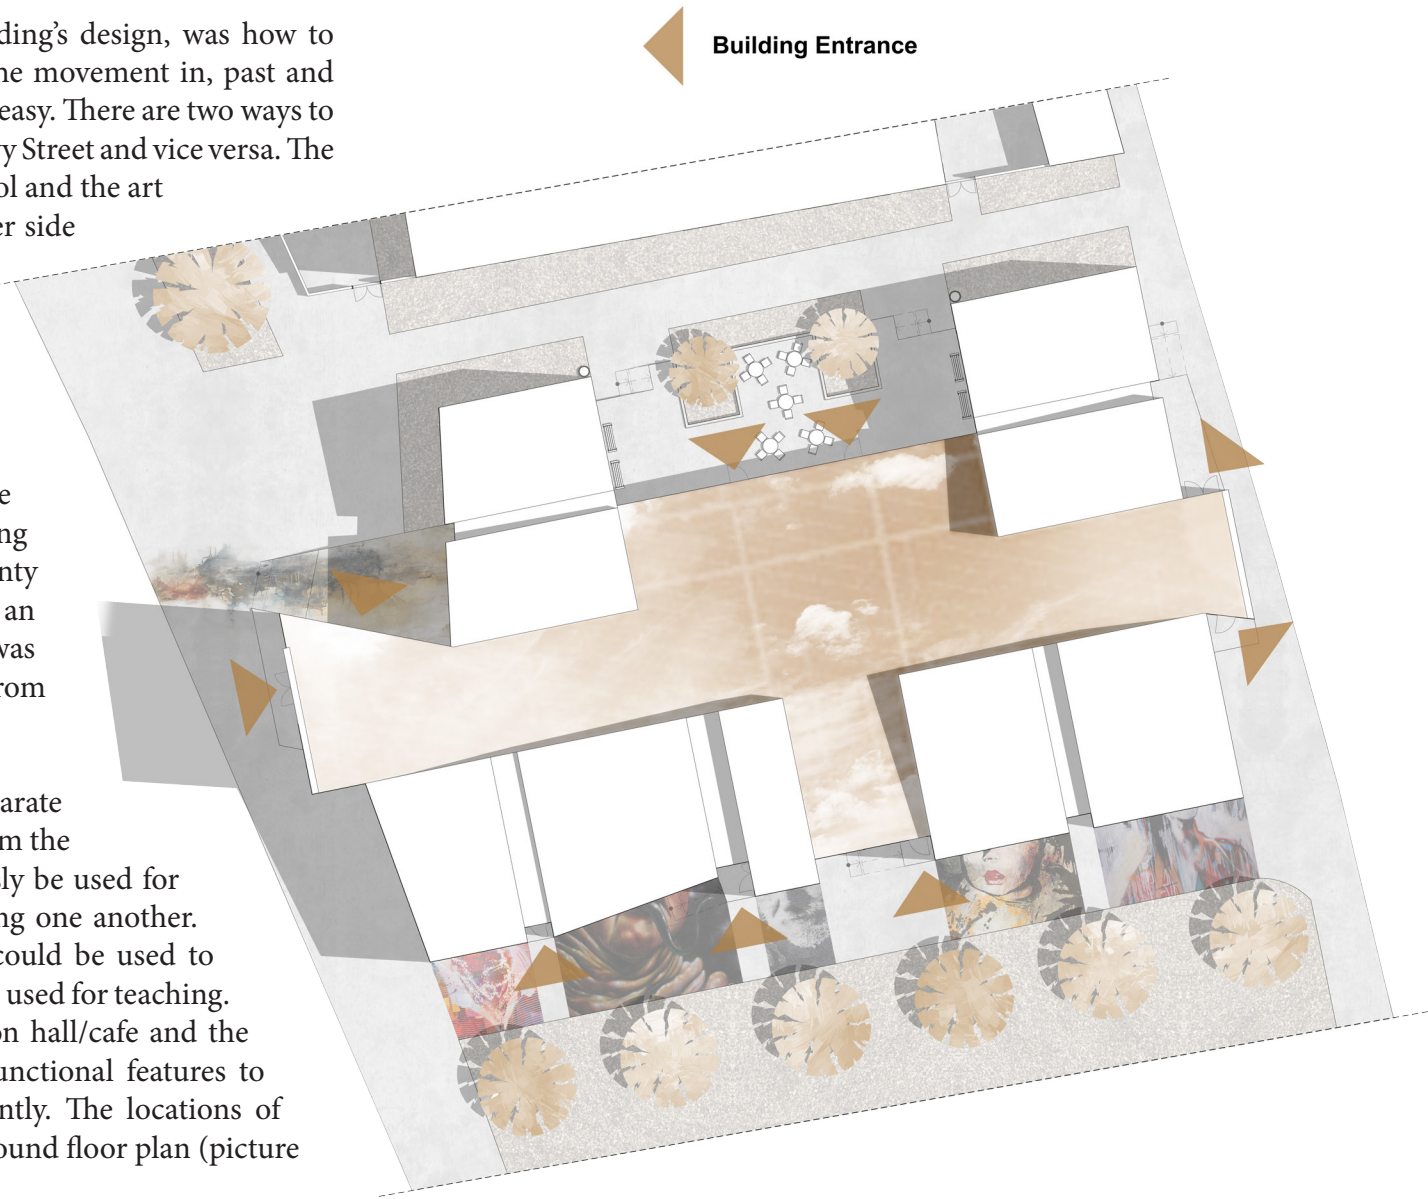 ding’s design, was how to
he movement in, past and
easy. There are two ways to
y Street and vice versa. The
ol and the art
er side
e
ng
nty
an
was
rom
arate
m the
sly be used for
ng one another.
could be used to
used for teaching.
on hall/cafe and the
unctional features to
ntly. The locations of
ound floor plan (picture
Building Entrance